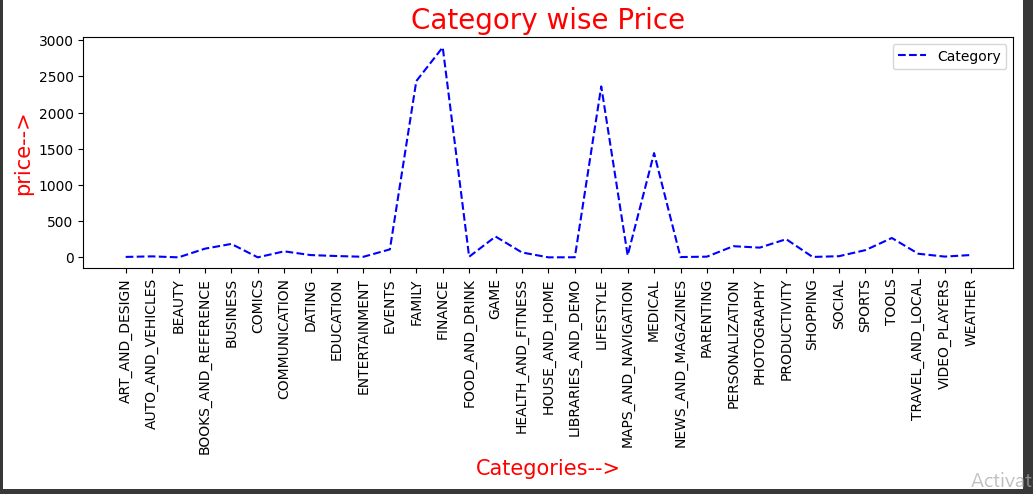 Category wise Price
3000
2500
2000
1500
1000
500
0
price-->
Category
ART_AND_DESIGN
AUTO_AND_VEHICLES
BEAUTY
BOOKS_AND_REFERENCE
BUSINESS
COMICS
COMMUNICATION
DATING
EDUCATION
ENTERTAINMENT
EVENTS
FAMILY
FINANCE
FOOD_AND_DRINK
GAME
HEALTH_AND_FITNESS
HOUSE_AND_HOME
LIBRARIES_AND_DEMO
LIFESTYLE
MAPS_AND_NAVIGATION
MEDICAL
NEWS_AND_MAGAZINES
PARENTING
PERSONALIZATION
PHOTOGRAPHY
PRODUCTIVITY
SHOPPING
SOCIAL
SPORTS
TOOLS
TRAVEL_AND_LOCAL
VIDEO_PLAYERS
WEATHER
Categories-->
Activat